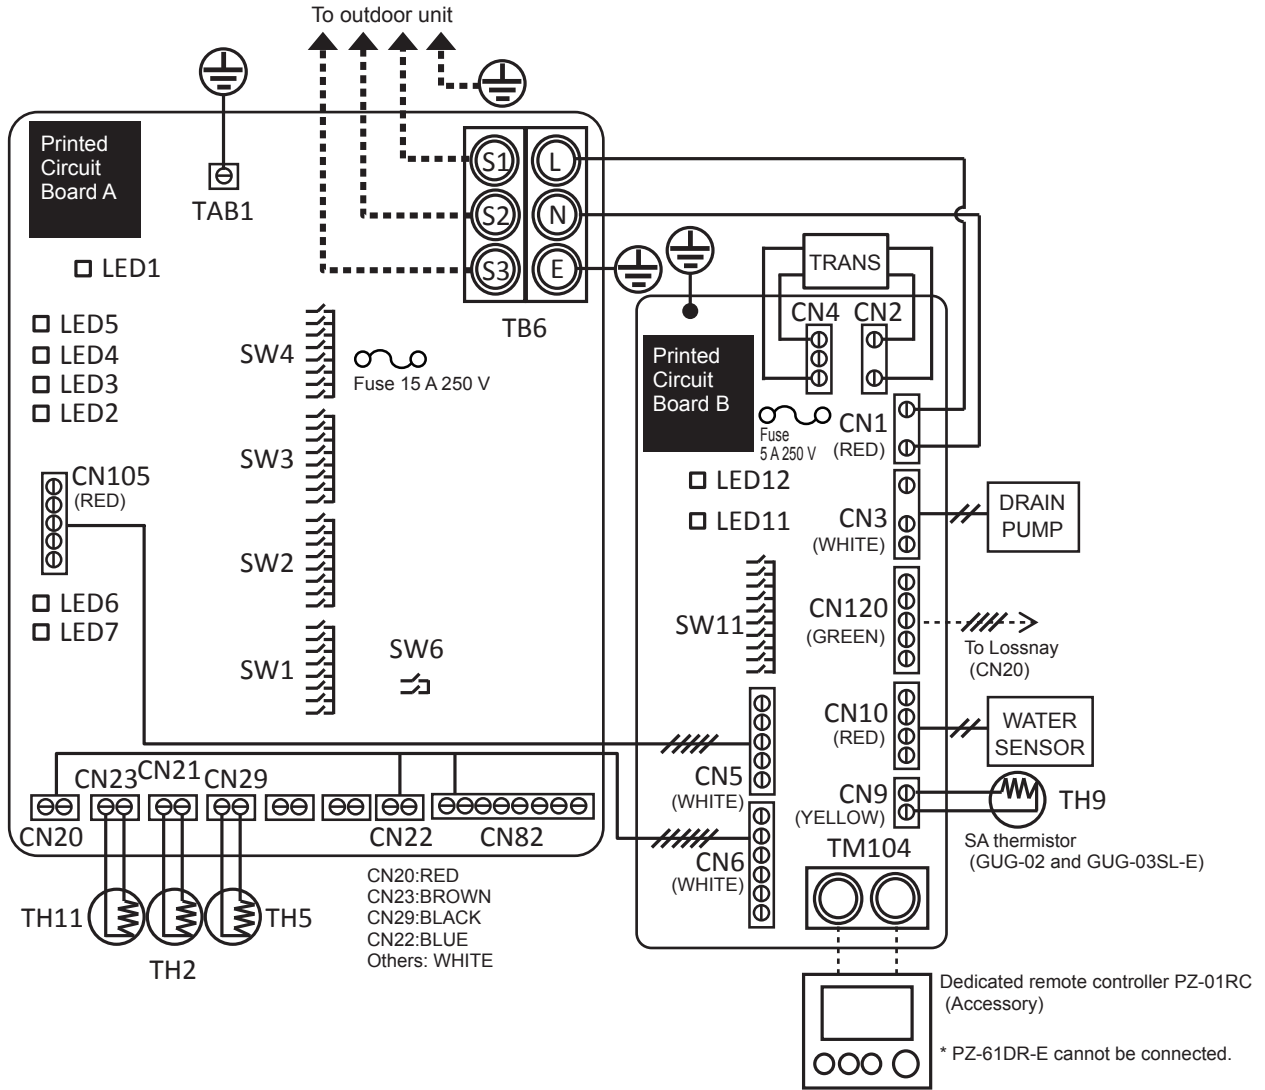 To outdoor unit
Printed
Circuit
Board A
TAB1
S1
L
S2
N
S3
E
TB6
LED1
LED5
LED4
LED3
LED2
SW4
Fuse 15 A 250 V
SW3
CN105
(RED)
SW2
LED6
LED7
SW1
SW6
CN23
CN21
CN29
CN20
CN22
CN82
TH11
TH2
TH5
CN20:RED
CN23:BROWN
CN29:BLACK
CN22:BLUE
Others: WHITE
TRANS
CN4
CN2
Printed
Circuit
Board B
Fuse
5 A 250 V
CN1
(RED)
LED12
LED11
CN3
(WHITE)
DRAIN
PUMP
SW11
CN120
(GREEN)
To Lossnay
(CN20)
CN10
(RED)
WATER
SENSOR
CN5
(WHITE)
CN9
(YELLOW)
TH9
SA thermistor
(GUG-02 and GUG-03SL-E)
CN6
(WHITE)
TM104
Dedicated remote controller PZ-01RC
(Accessory)
* PZ-61DR-E cannot be connected.